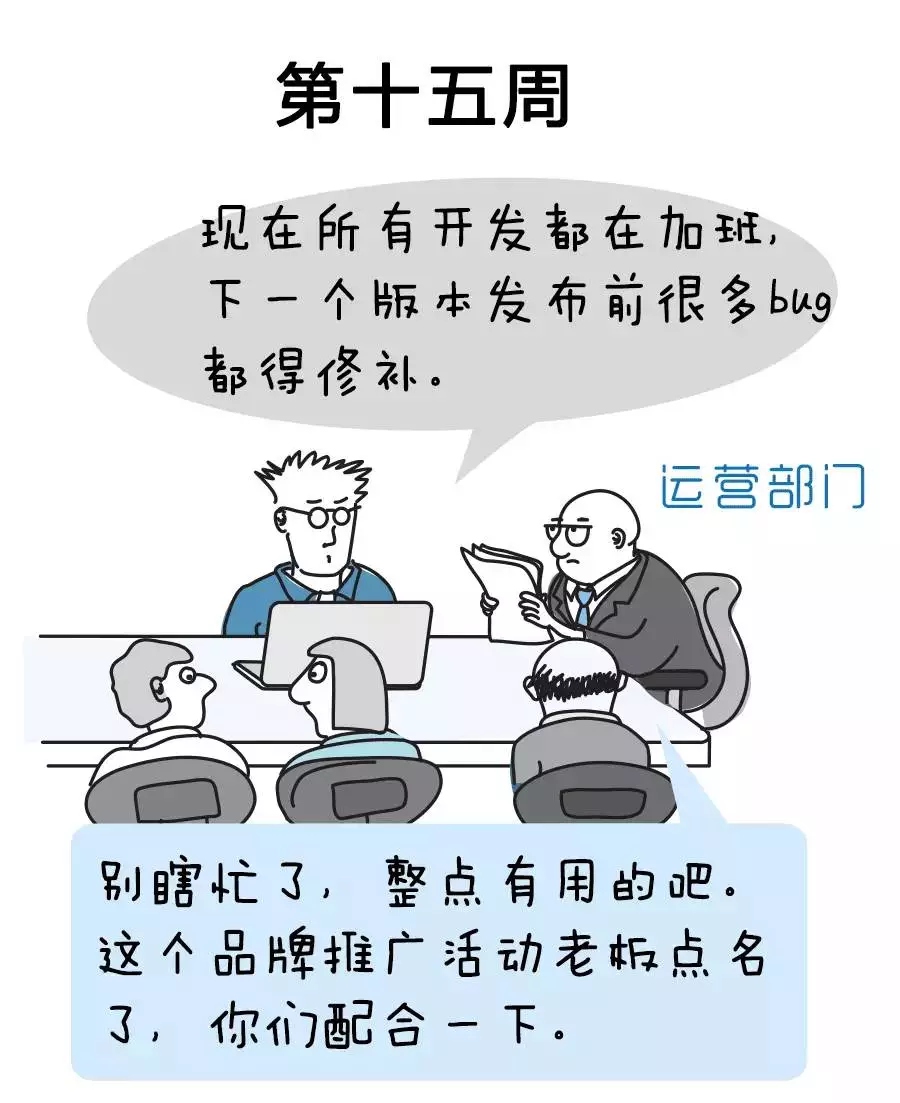 第十五周
现在所有开发都在加班,
下一个版本发布前很多bug
都得修补。
运营部门
别瞎忙了, 整点有用的吧。
这个品牌推广活动老板点名
了, 你们配合一下。